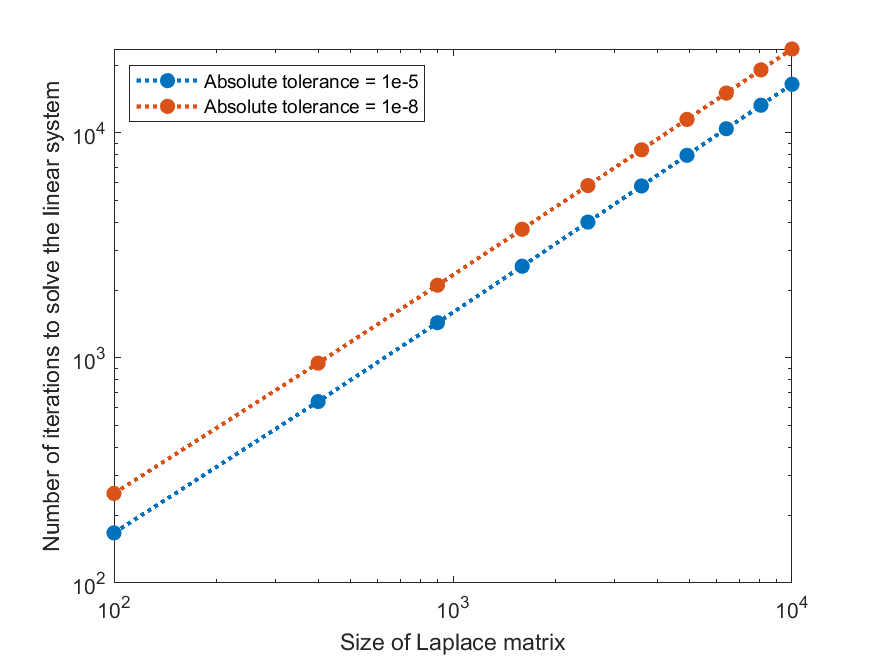 Absolute tolerance = 1e-5
Absolute tolerance = 1e-8
Number of iterations to solve the linear system
10^4
10^3
10^2
10^2 10^3 10^4
Size of Laplace matrix